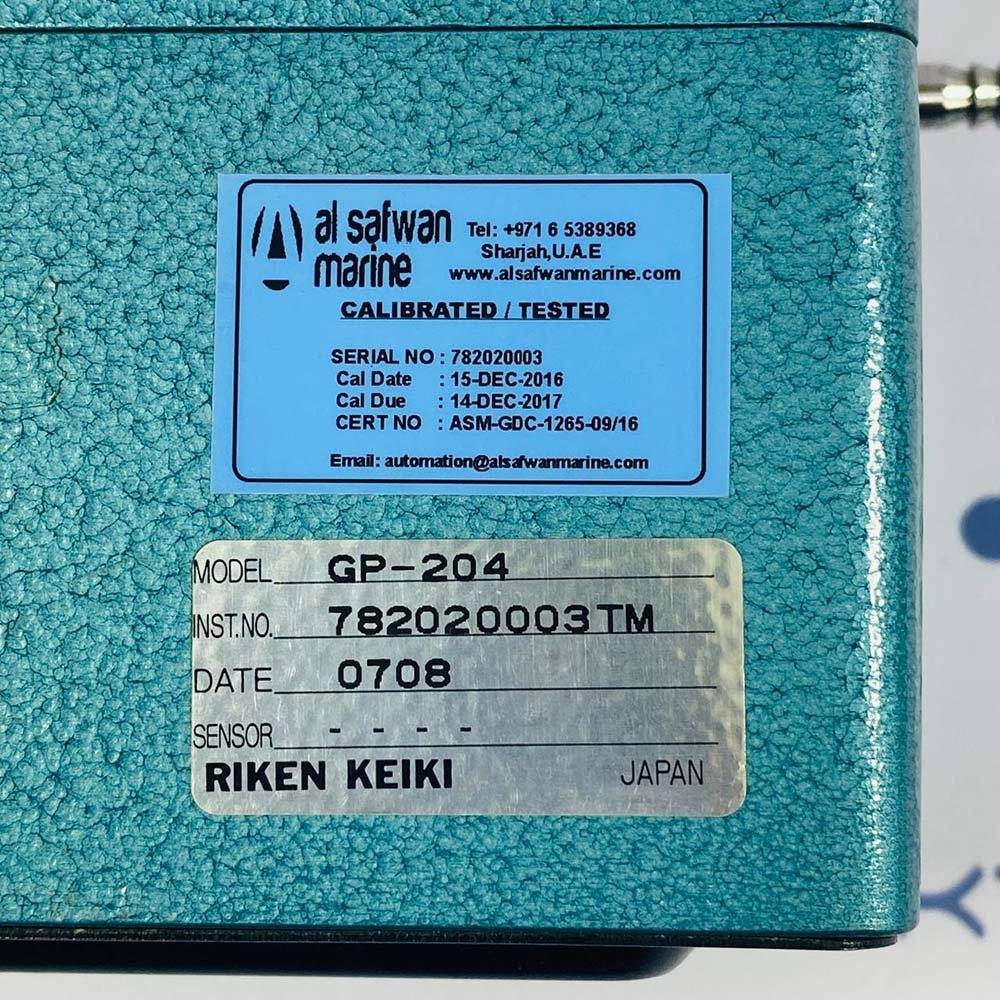 al safwan
marine
Tel: +971 6 5389368
Sharjah,U.A.E
www.alsafwanmarine.com
CALIBRATED / TESTED
SERIAL NO : 782020003
Cal Date : 15-DEC-2016
Cal Due : 14-DEC-2017
CERT NO : ASM-GDC-1265-09/16
Email: automation@alsafwanmarine.com
MODEL GP-204
INST.NO. 782020003TM
DATE 0708
SENSOR - - - -
RIKEN KEIKI JAPAN